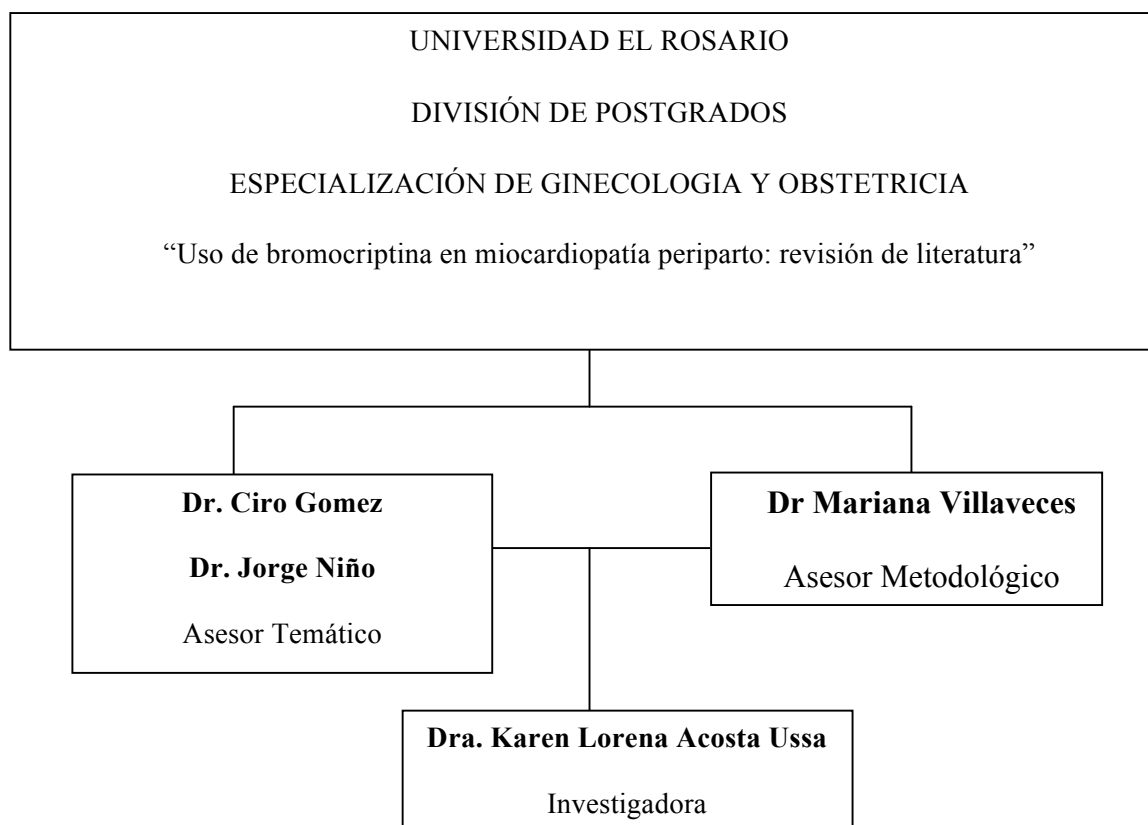 UNIVERSIDAD EL ROSARIO
DIVISIÓN DE POSTGRADOS
ESPECIALIZACIÓN DE GINECOLOGIA Y OBSTETRICIA
“Uso de bromocriptina en miocardiopatía periparto: revisión de literatura”
Dr. Ciro Gomez
Dr. Jorge Niño
Asesor Temático
Dr Mariana Villaveces
Asesor Metodológico
Dra. Karen Lorena Acosta Ussa
Investigadora